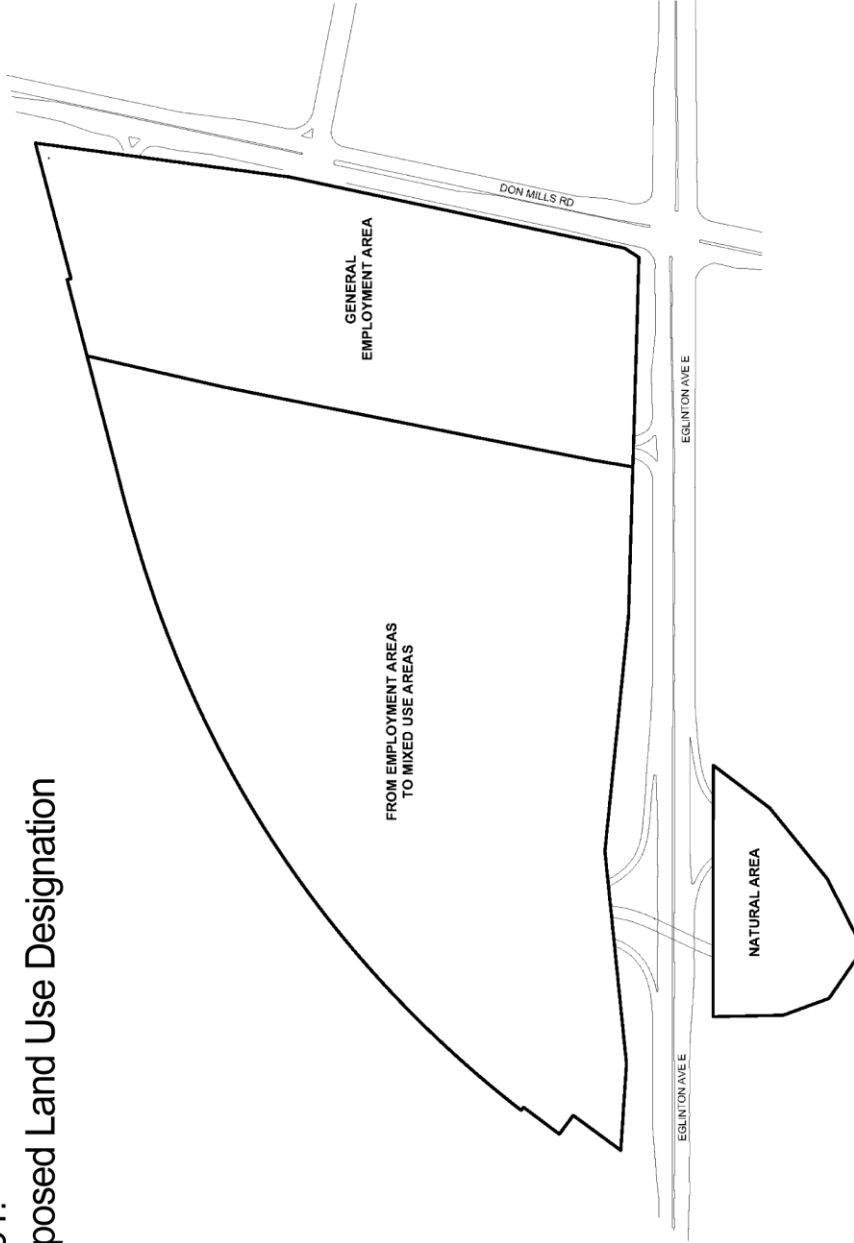 posed Land Use Designation
GENERAL
EMPLOYMENT AREA
DON MILLS RD
FROM EMPLOYMENT AREAS
TO MIXED USE AREAS
EGLINTON AVE E
NATURAL AREA
EGLINTON AVE E